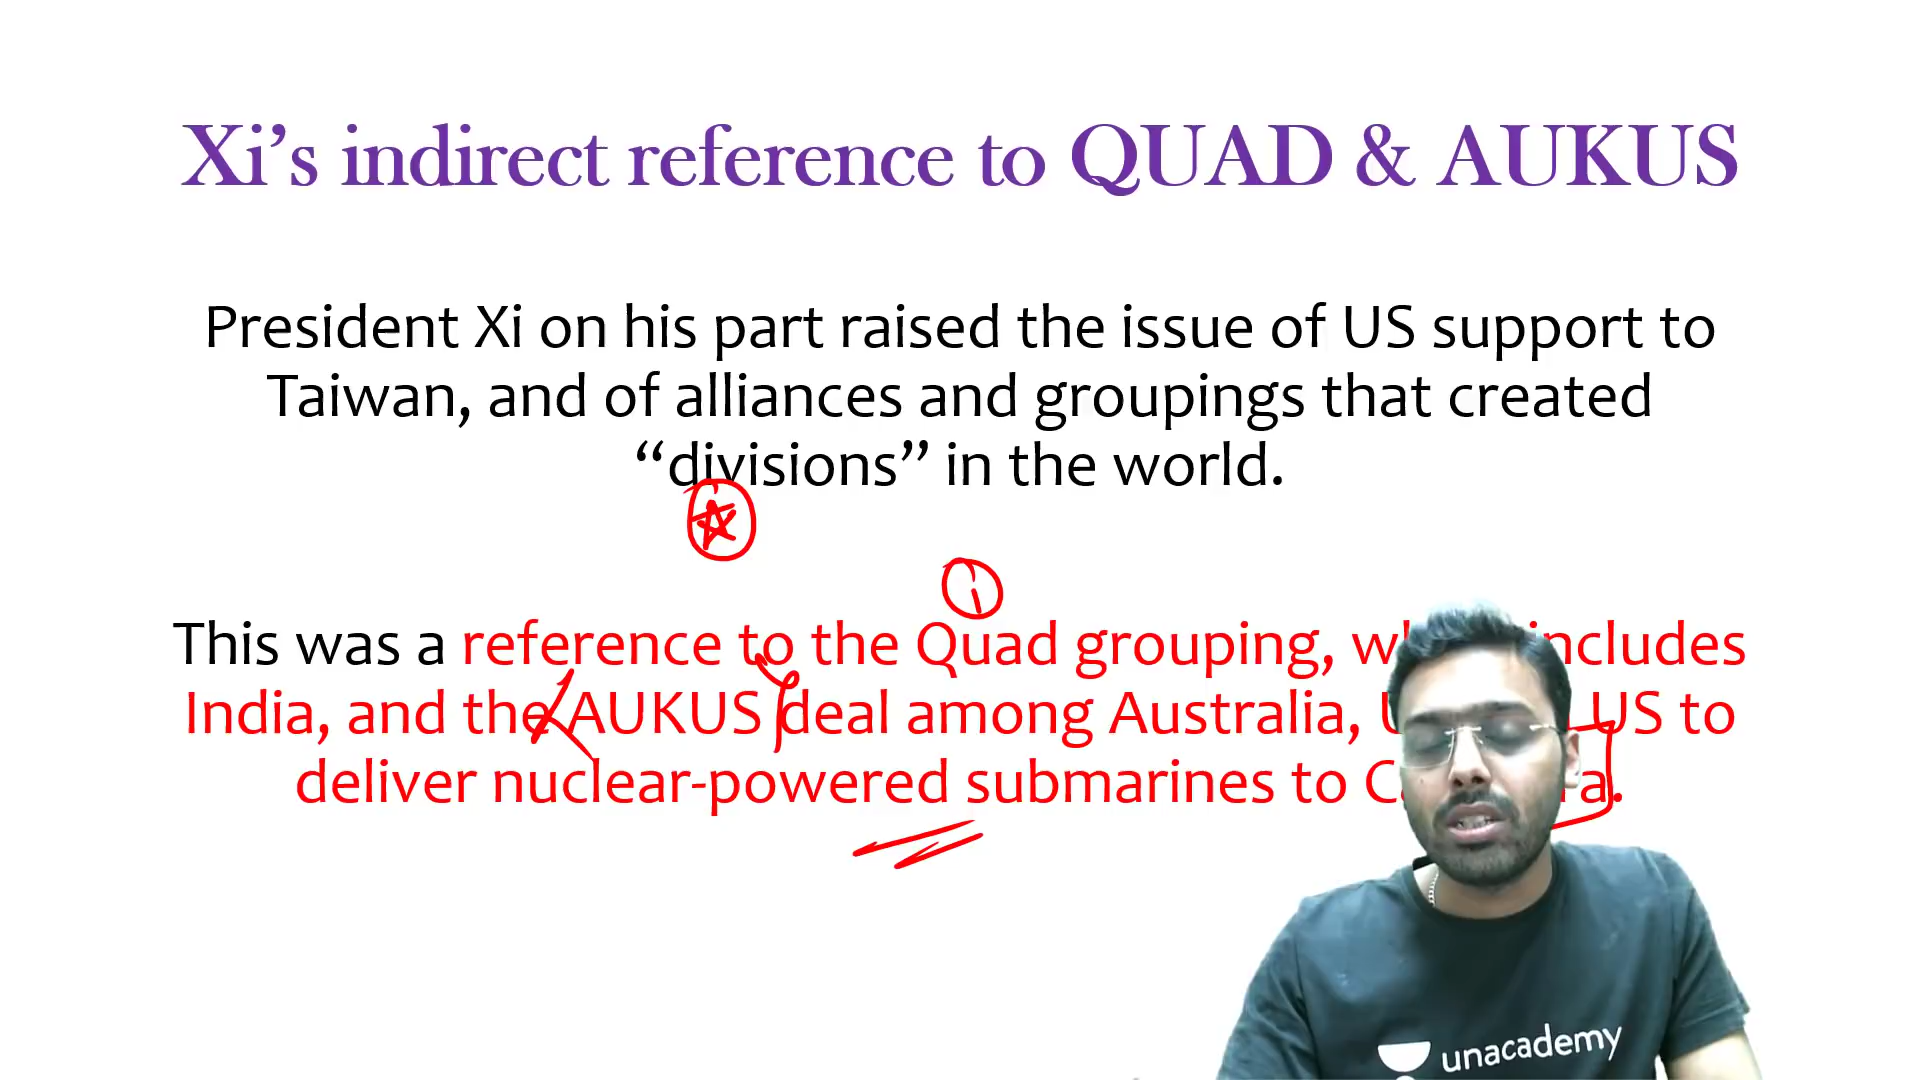 Xi’s indirect reference to QUAD & AUKUS
President Xi on his part raised the issue of US support to
Taiwan, and of alliances and groupings that created
“divisions” in the world.
This was a reference to the Quad grouping, includes
India, and the AUKUS deal among Australia, US to
deliver nuclear-powered submarines to
unacademy